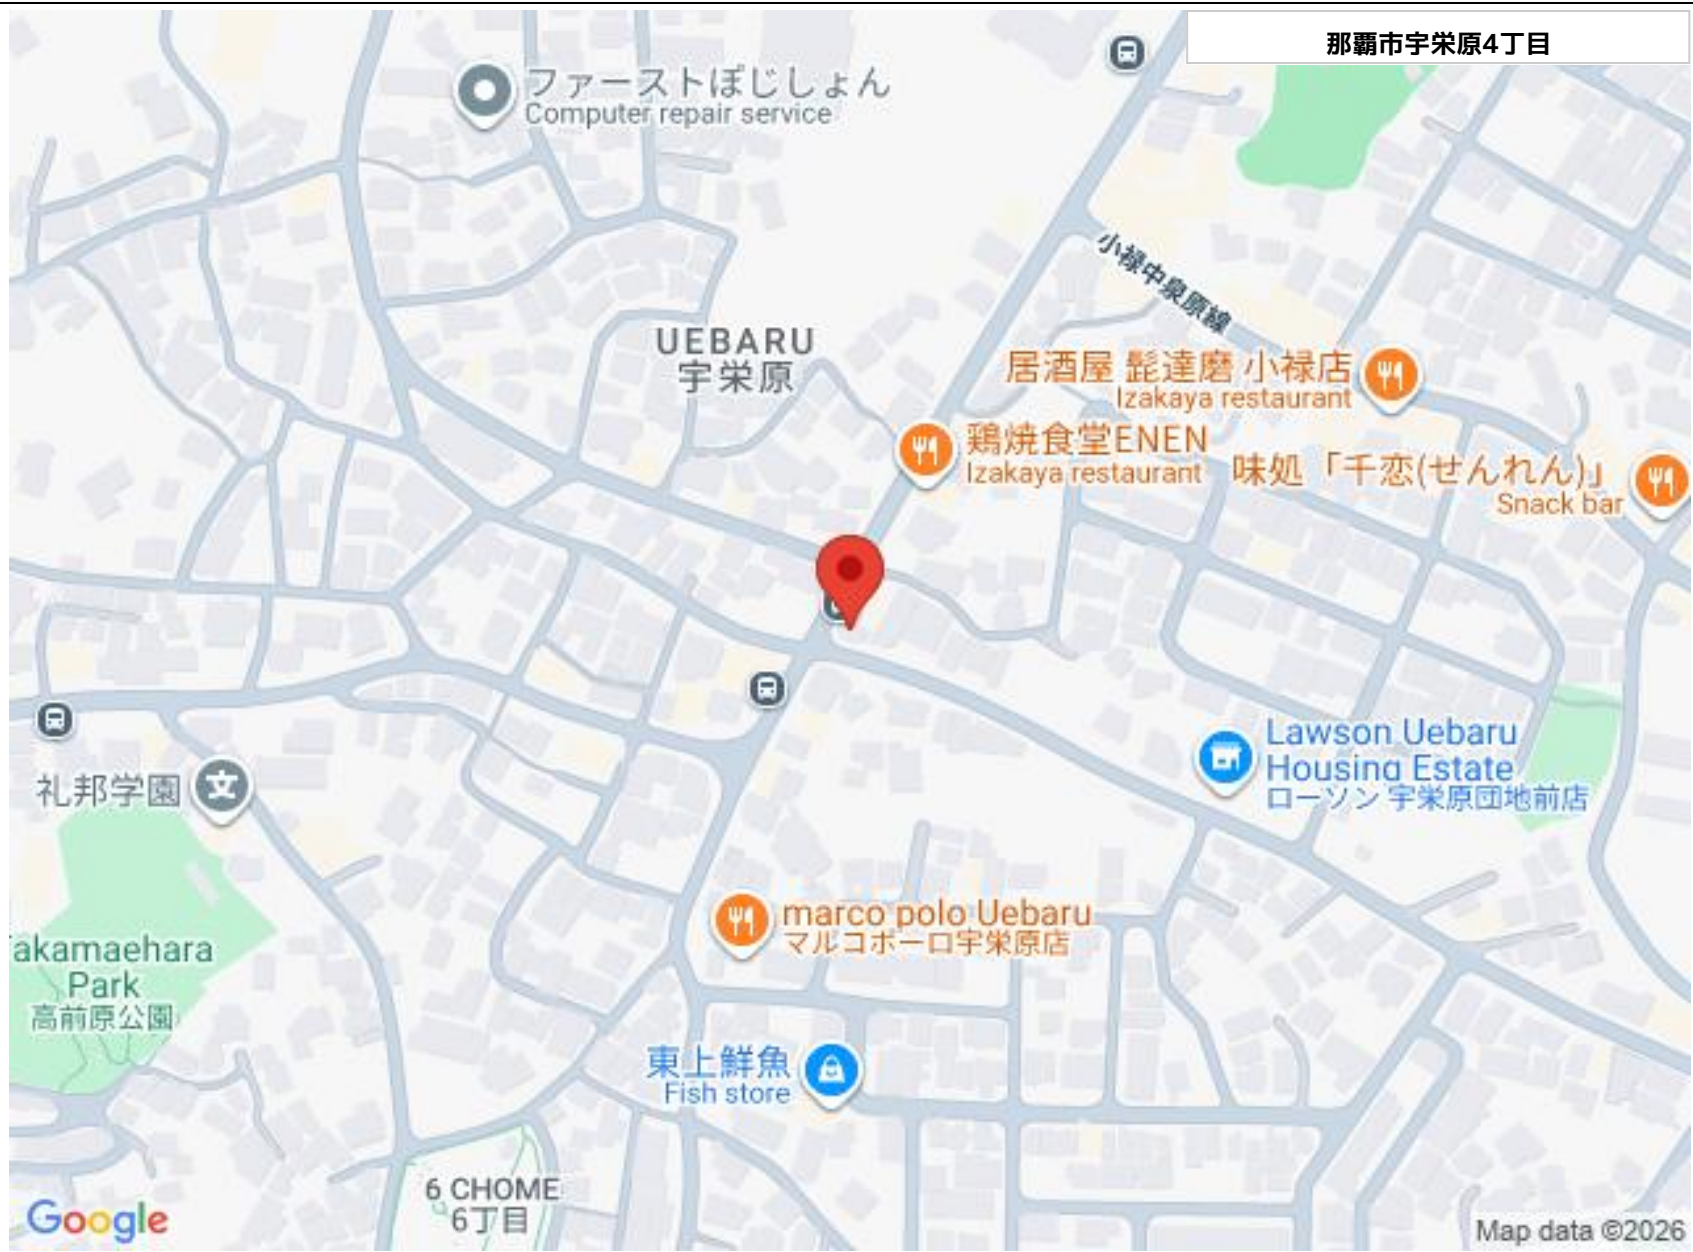 那覇市宇栄原4丁目
ファーストぽじしょん
Computer repair service
小禄中泉原線
UEBARU
宇栄原
居酒屋 髭達磨 小禄店
Izakaya restaurant
鶏焼食堂ENEN
Izakaya restaurant
味処「千恋(せんれん)」
Snack bar
Lawson Uebaru
Housing Estate
ローソン 宇栄原団地前店
礼邦学園
文
marco polo Uebaru
マルコポーロ宇栄原店
akamaehara
Park
高前原公園
東上鮮魚
Fish store
6 CHOME
6丁目
Google
Map data ©2026